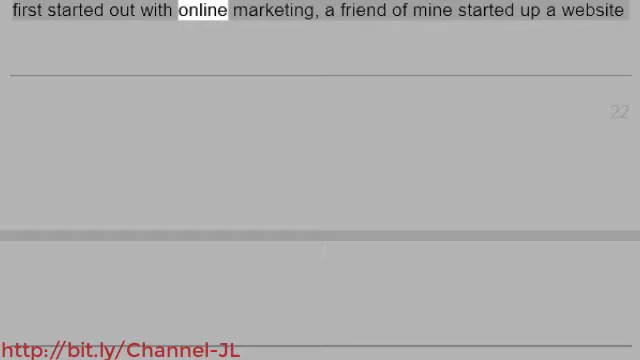 first started out with online marketing, a friend of mine started up a website
22
http://bit.ly/Channel-JL